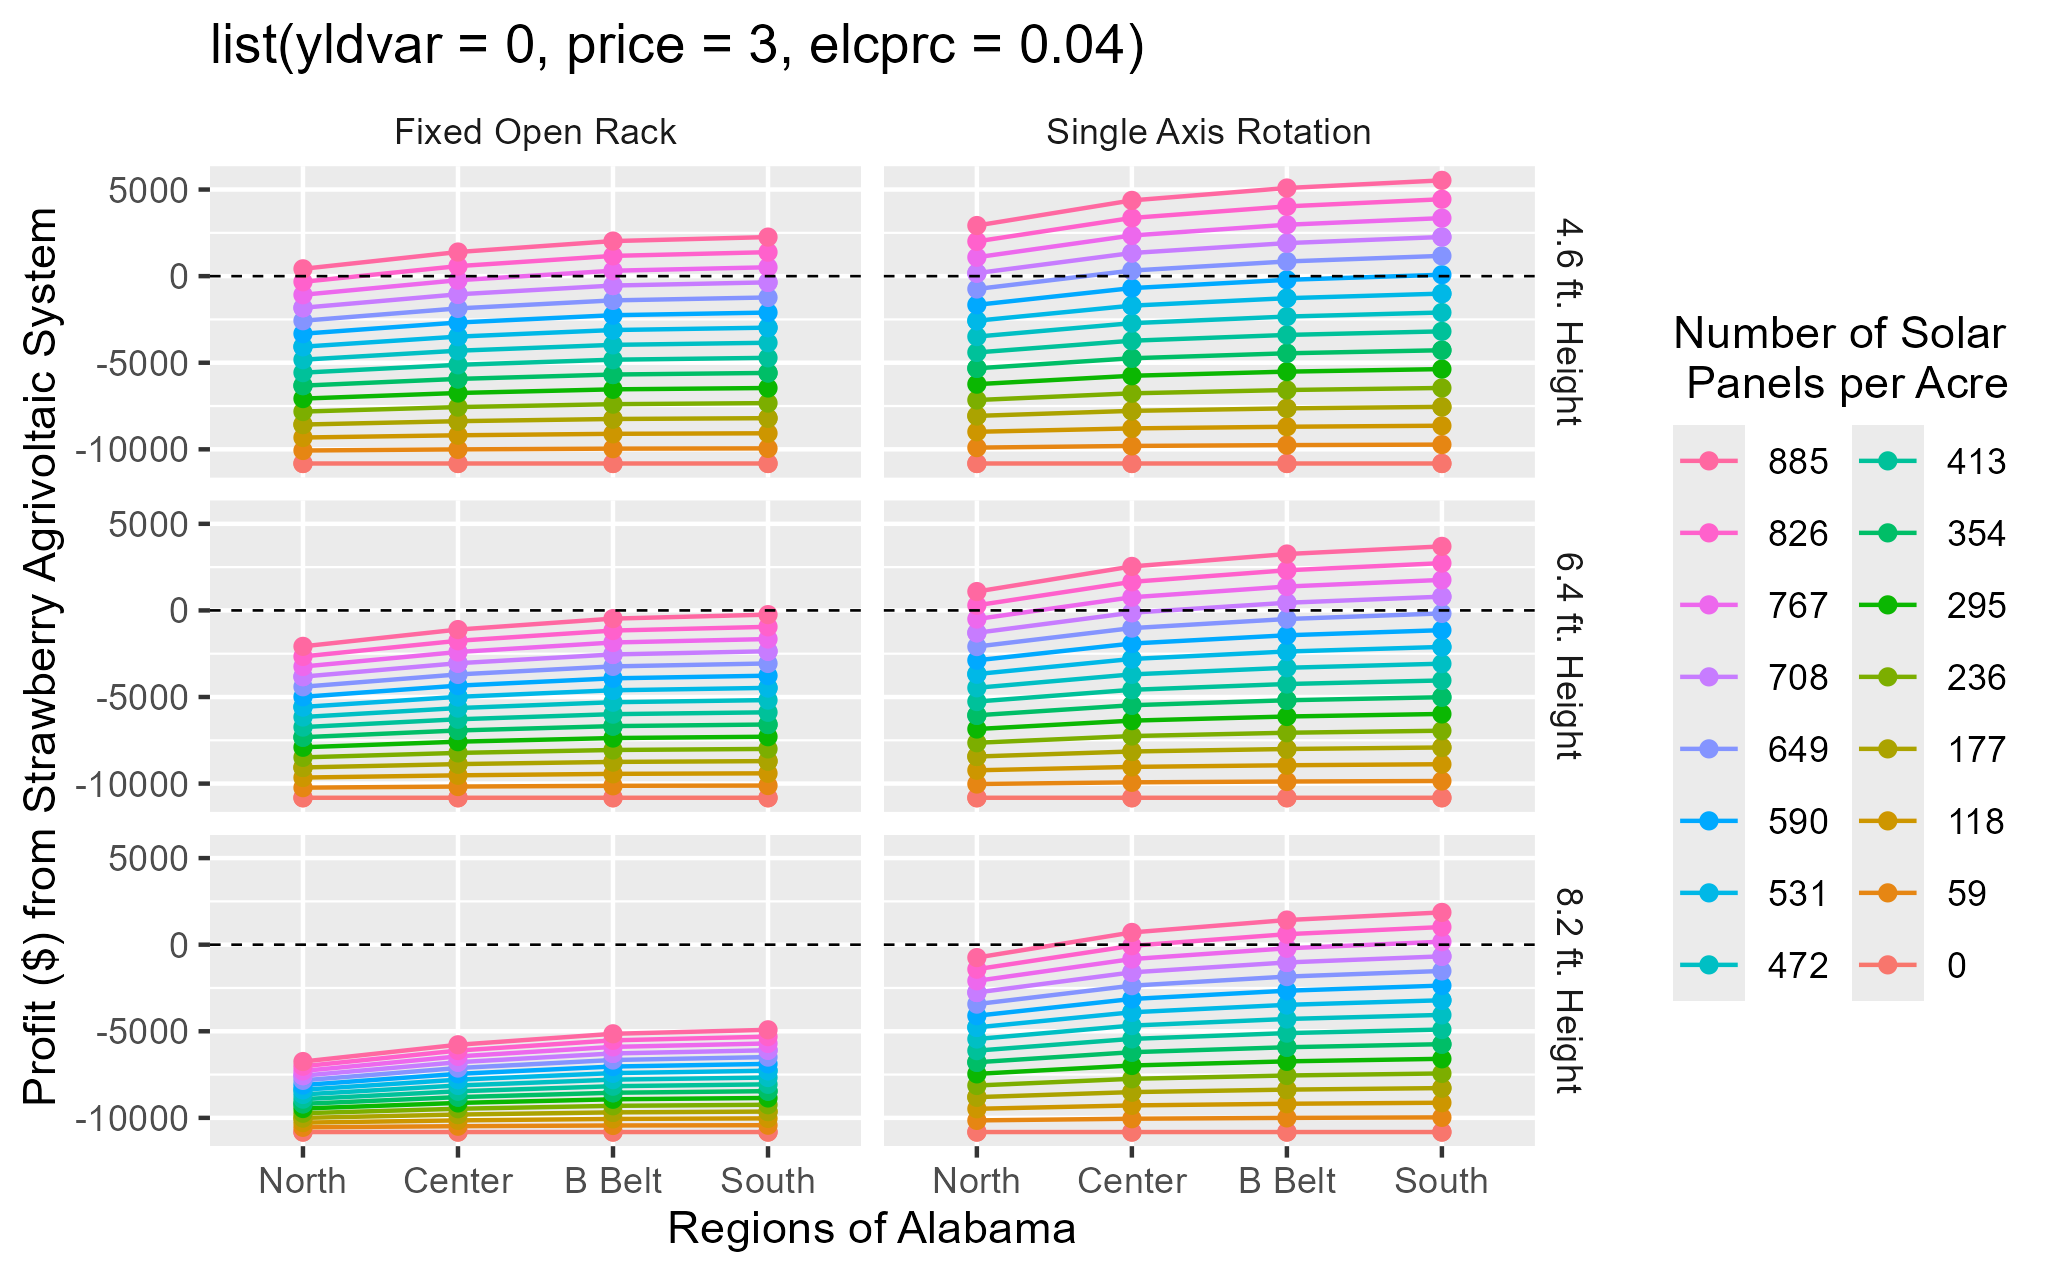 list(yldvar = 0, price = 3, elcprc = 0.04)
Fixed Open Rack
Single Axis Rotation
Profit ($) from Strawberry Agrivoltaic System
5000
0
-5000
-10000
4.6 ft. Height
5000
0
-5000
-10000
6.4 ft. Height
5000
0
-5000
-10000
8.2 ft. Height
North
Center
B Belt
South
North
Center
B Belt
South
Regions of Alabama
Number of Solar
Panels per Acre
885
826
767
708
649
590
531
472
413
354
295
236
177
118
59
0